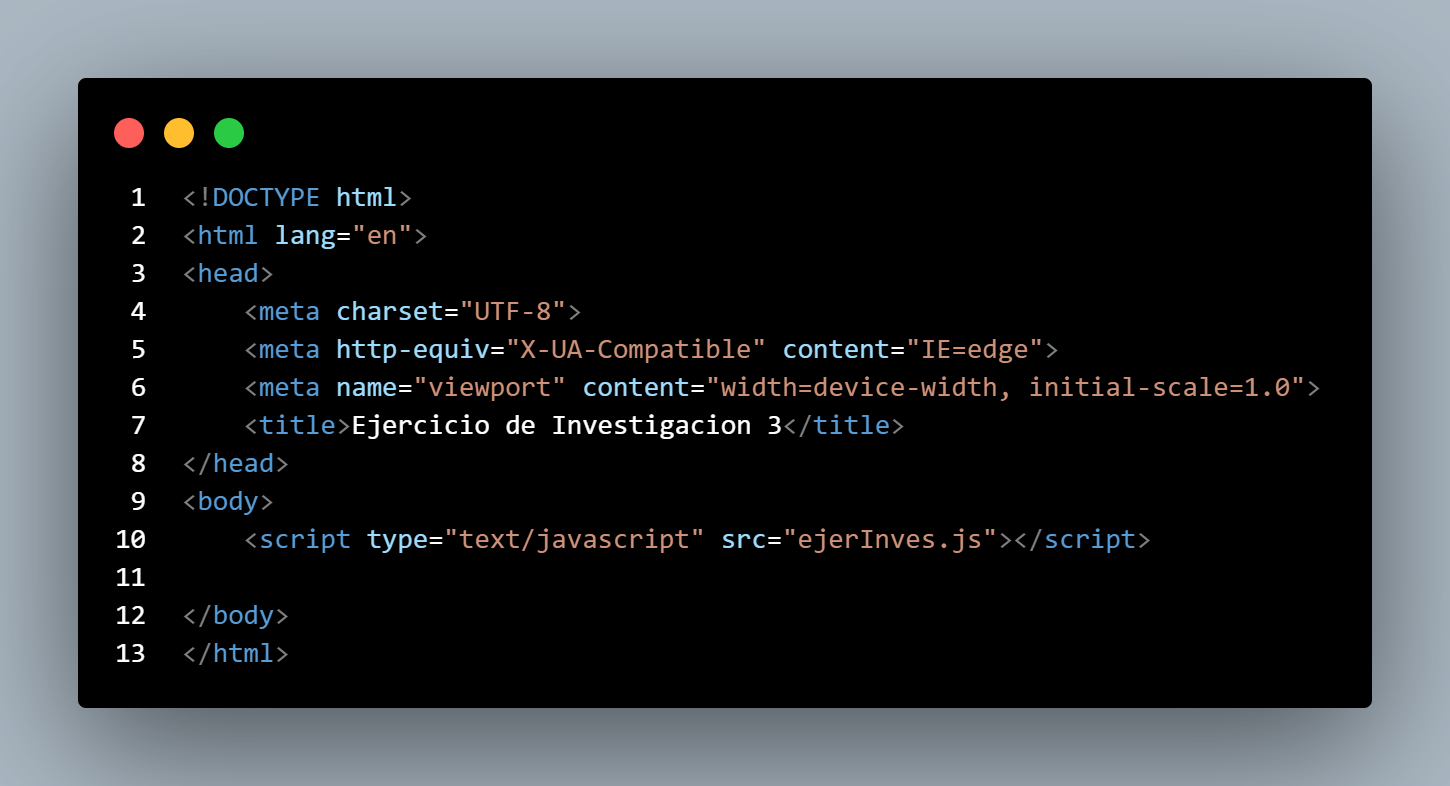 1 <!DOCTYPE html>
2 <html lang="en">
3 <head>
4     <meta charset="UTF-8">
5     <meta http-equiv="X-UA-Compatible" content="IE=edge">
6     <meta name="viewport" content="width=device-width, initial-scale=1.0">
7     <title>Ejercicio de Investigacion 3</title>
8 </head>
9 <body>
10     <script type="text/javascript" src="ejerInves.js"></script>
11
12 </body>
13 </html>